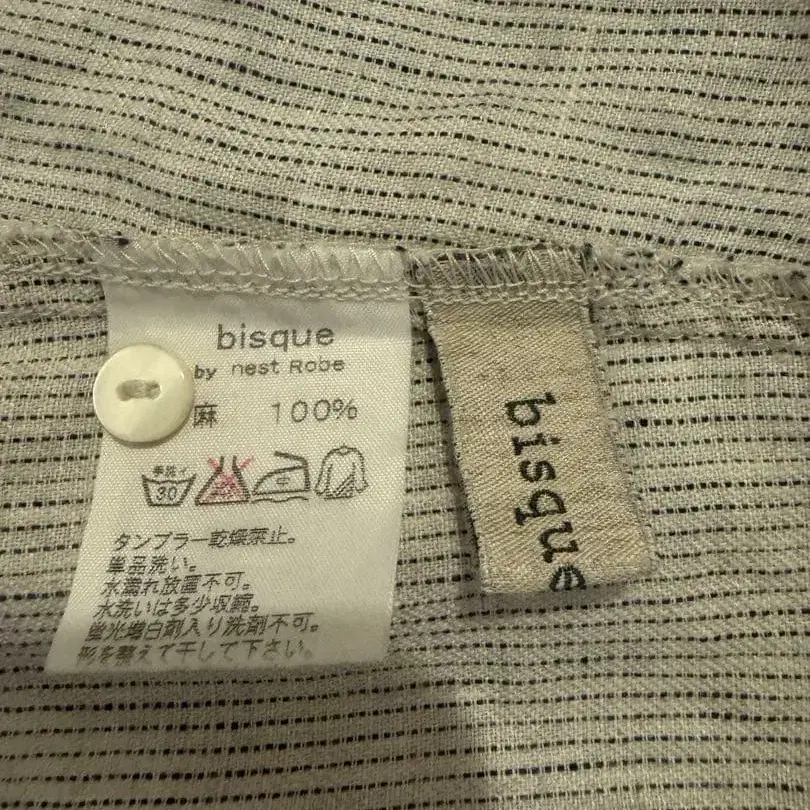 bisque
by nest Robe
麻 100%
手洗イ
30
タンブラー乾燥禁止。
単品洗い。
水濡れ放置不可。
水洗いは多少収縮。
蛍光増白剤入り洗剤不可。
形を整えて干して下さい。
bisque